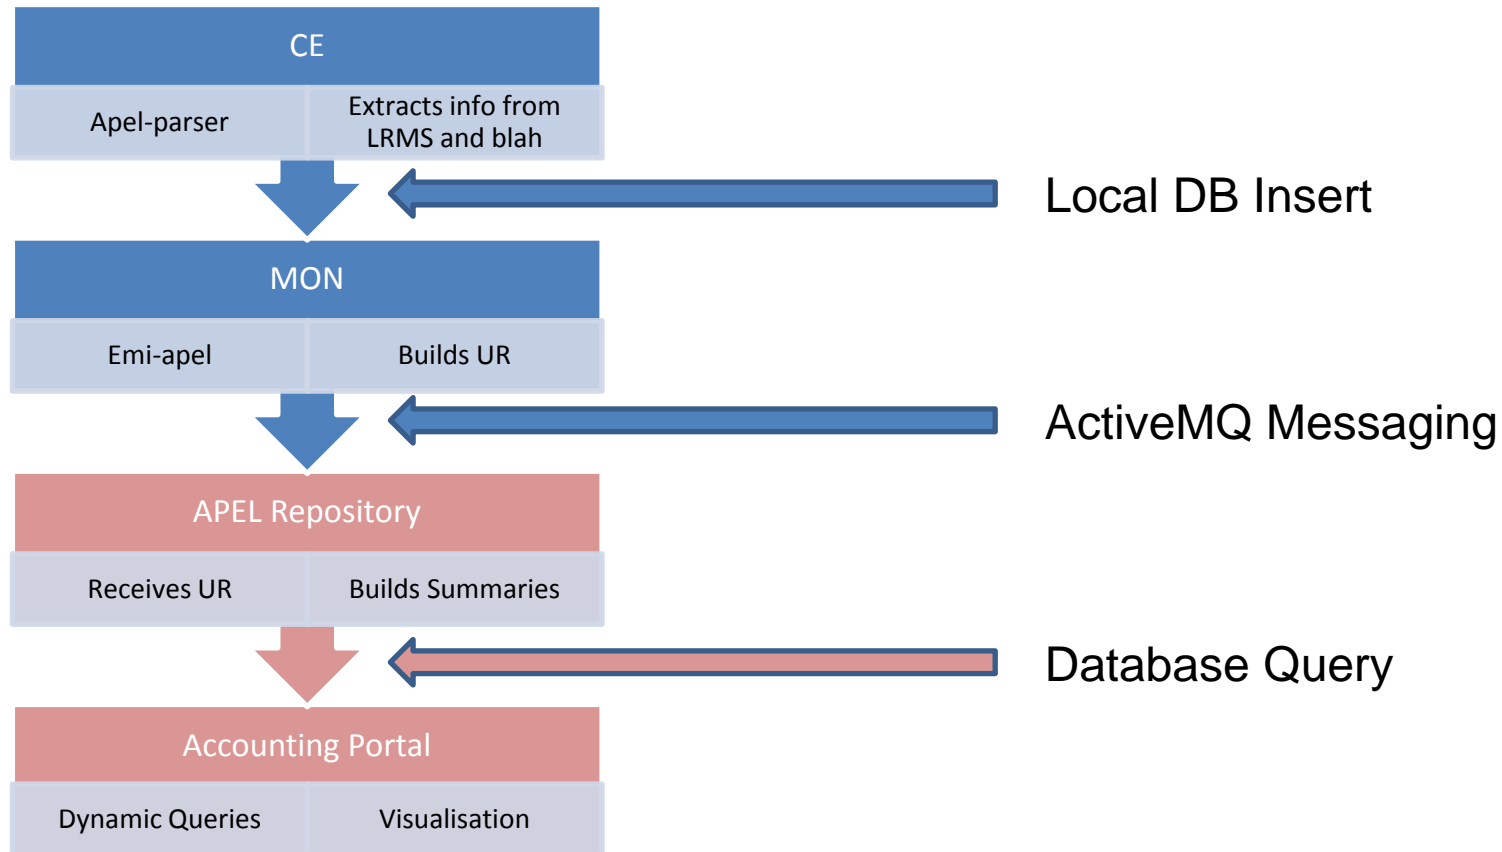 CE
Apel-parser
Extracts info from
LRMS and blah
Local DB Insert
MON
Emi-apel
Builds UR
ActiveMQ Messaging
APEL Repository
Receives UR
Builds Summaries
Database Query
Accounting Portal
Dynamic Queries
Visualisation